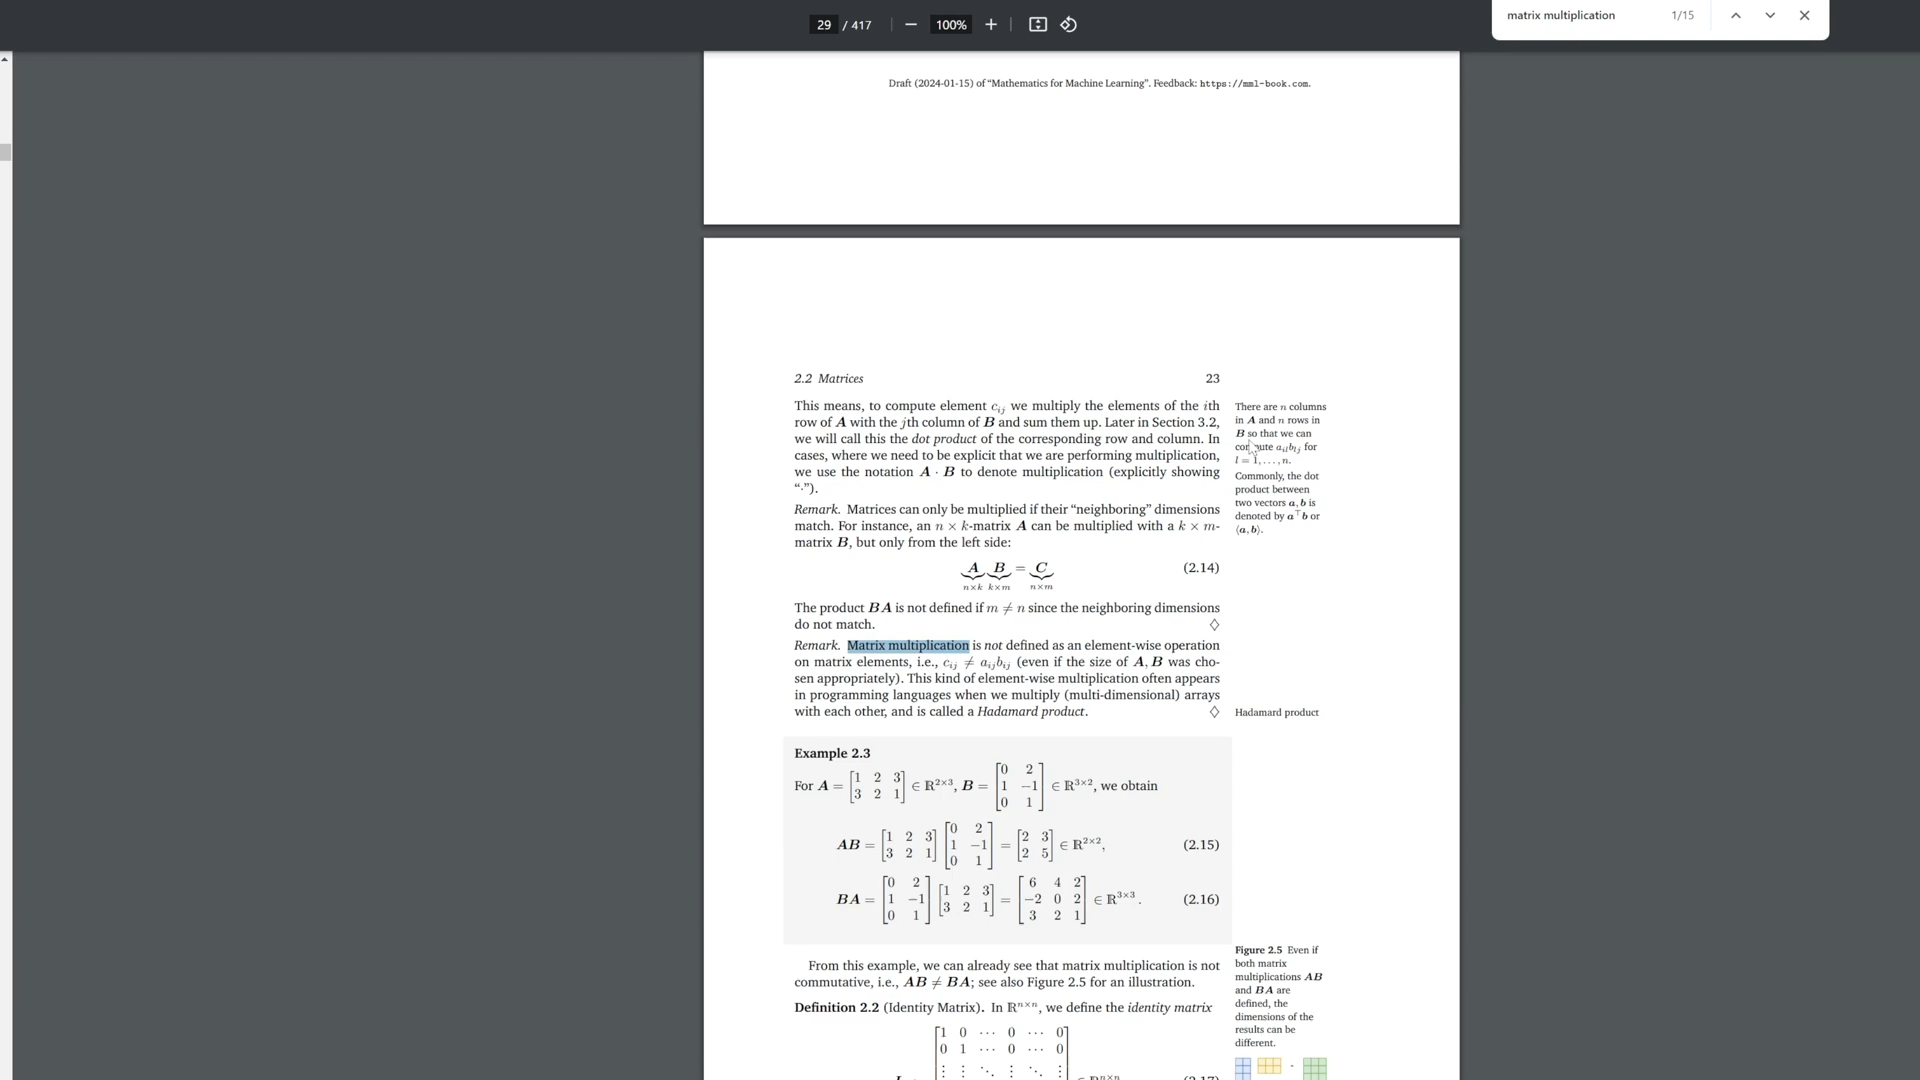 29 / 417 100%
matrix multiplication 1/15
Draft (2024-01-15) of “Mathematics for Machine Learning”. Feedback: https://mml-book.com.
2.2 Matrices 23
This means, to compute element c_{ij} we multiply the elements of the ith
row of A with the jth column of B and sum them up. Later in Section 3.2,
we will call this the dot product of the corresponding row and column. In
cases, where we need to be explicit that we are performing multiplication,
we use the notation A · B to denote multiplication (explicitly showing
“·”).
There are n columns
in A and n rows in
B so that we can
a_{il}b_{lj} for
l = 1, . . . , n.
Commonly, the dot
product between
two vectors a, b is
denoted by a^⊤b or
⟨a, b⟩.
Remark. Matrices can only be multiplied if their “neighboring” dimensions
match. For instance, an n × k-matrix A can be multiplied with a k × m-
matrix B, but only from the left side:
A B = C (2.14)
n×k k×m n×m
The product BA is not defined if m ≠ n since the neighboring dimensions
do not match. ♢
Remark. Matrix multiplication is not defined as an element-wise operation
on matrix elements, i.e., c_{ij} ≠ a_{ij}b_{ij} (even if the size of A, B was cho-
sen appropriately). This kind of element-wise multiplication often appears
in programming languages when we multiply (multi-dimensional) arrays
with each other, and is called a Hadamard product. ♢
Hadamard product
Example 2.3
For A = [1 2 3; 3 2 1] ∈ ℝ^{2×3}, B = [0 2; 1 −1; 0 1] ∈ ℝ^{3×2}, we obtain
AB = [1 2 3; 3 2 1] [0 2; 1 −1; 0 1] = [2 3; 2 5] ∈ ℝ^{2×2}, (2.15)
BA = [0 2; 1 −1; 0 1] [1 2 3; 3 2 1] = [6 4 2; −2 0 2; 3 2 1] ∈ ℝ^{3×3}. (2.16)
From this example, we can already see that matrix multiplication is not
commutative, i.e., AB ≠ BA; see also Figure 2.5 for an illustration.
Definition 2.2 (Identity Matrix). In ℝ^{n×n}, we define the identity matrix
1 0 ··· 0 ··· 0
0 1 ··· 0 ··· 0
⋮ ⋮ ⋱ ⋮ ⋱ ⋮
Figure 2.5 Even if
both matrix
multiplications AB
and BA are
defined, the
dimensions of the
results can be
different.